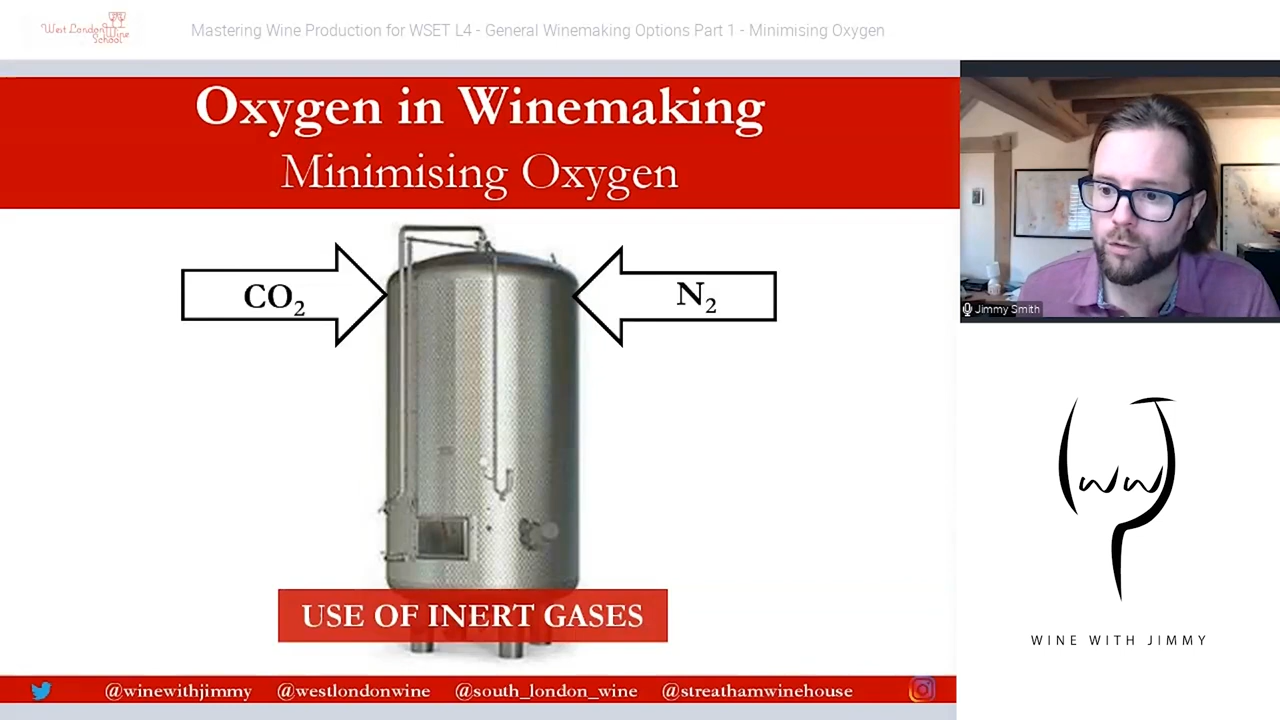 West London Wine
School
Mastering Wine Production for WSET L4 - General Winemaking Options Part 1 - Minimising Oxygen
Oxygen in Winemaking
Minimising Oxygen
CO2
N2
USE OF INERT GASES
@winewithjimmy @westlondonwine @south_london_wine @streathamwinehouse
Jimmy Smith
WINE WITH JIMMY